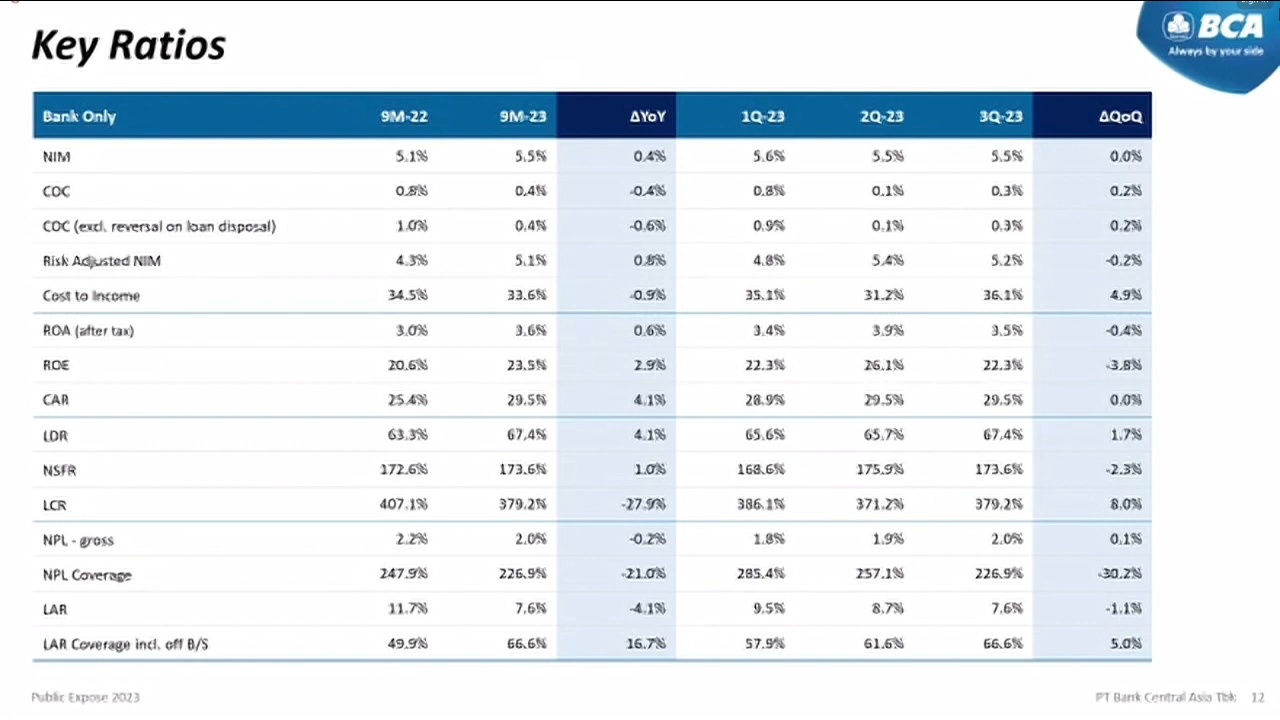 Key Ratios
BCA
Always by your side
Bank Only 9M-22 9M-23 ΔYoY 1Q-23 2Q-23 3Q-23 ΔQoQ
NIM 5.1% 5.5% 0.4% 5.6% 5.5% 5.5% 0.0%
COC 0.8% 0.4% -0.4% 0.8% 0.1% 0.3% 0.2%
COC (excl. reversal on loan disposal) 1.0% 0.4% -0.6% 0.9% 0.1% 0.3% 0.2%
Risk Adjusted NIM 4.3% 5.1% 0.8% 4.8% 5.4% 5.2% -0.2%
Cost to Income 34.5% 33.6% -0.9% 35.1% 31.2% 36.1% 4.9%
ROA (after tax) 3.0% 3.6% 0.6% 3.4% 3.9% 3.5% -0.4%
ROE 20.6% 23.5% 2.9% 22.3% 26.1% 22.3% -3.8%
CAR 25.4% 29.5% 4.1% 28.9% 29.5% 29.5% 0.0%
LDR 63.3% 67.4% 4.1% 65.6% 65.7% 67.4% 1.7%
NSFR 172.6% 173.6% 1.0% 168.6% 175.9% 173.6% -2.3%
LCR 407.1% 379.2% -27.9% 386.1% 371.2% 379.2% 8.0%
NPL - gross 2.2% 2.0% -0.2% 1.8% 1.9% 2.0% 0.1%
NPL Coverage 247.9% 226.9% -21.0% 285.4% 257.1% 226.9% -30.2%
LAR 11.7% 7.6% -4.1% 9.5% 8.7% 7.6% -1.1%
LAR Coverage incl. off B/S 49.9% 66.6% 16.7% 57.9% 61.6% 66.6% 5.0%
Public Expose 2023
PT Bank Central Asia Tbk 12